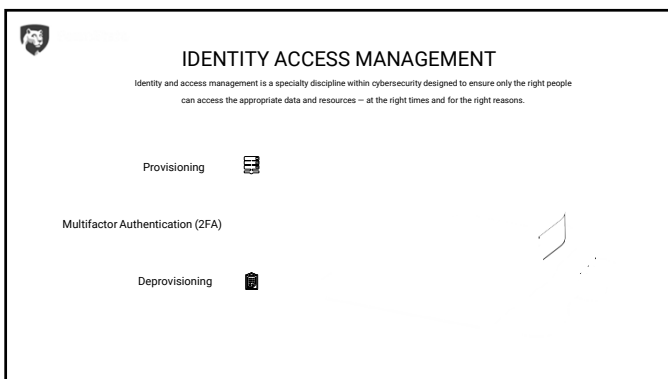 IDENTITY ACCESS MANAGEMENT
Identity and access management is a specialty discipline within cybersecurity designed to ensure only the right people
can access the appropriate data and resources — at the right times and for the right reasons.
Provisioning
Multifactor Authentication (2FA)
Deprovisioning